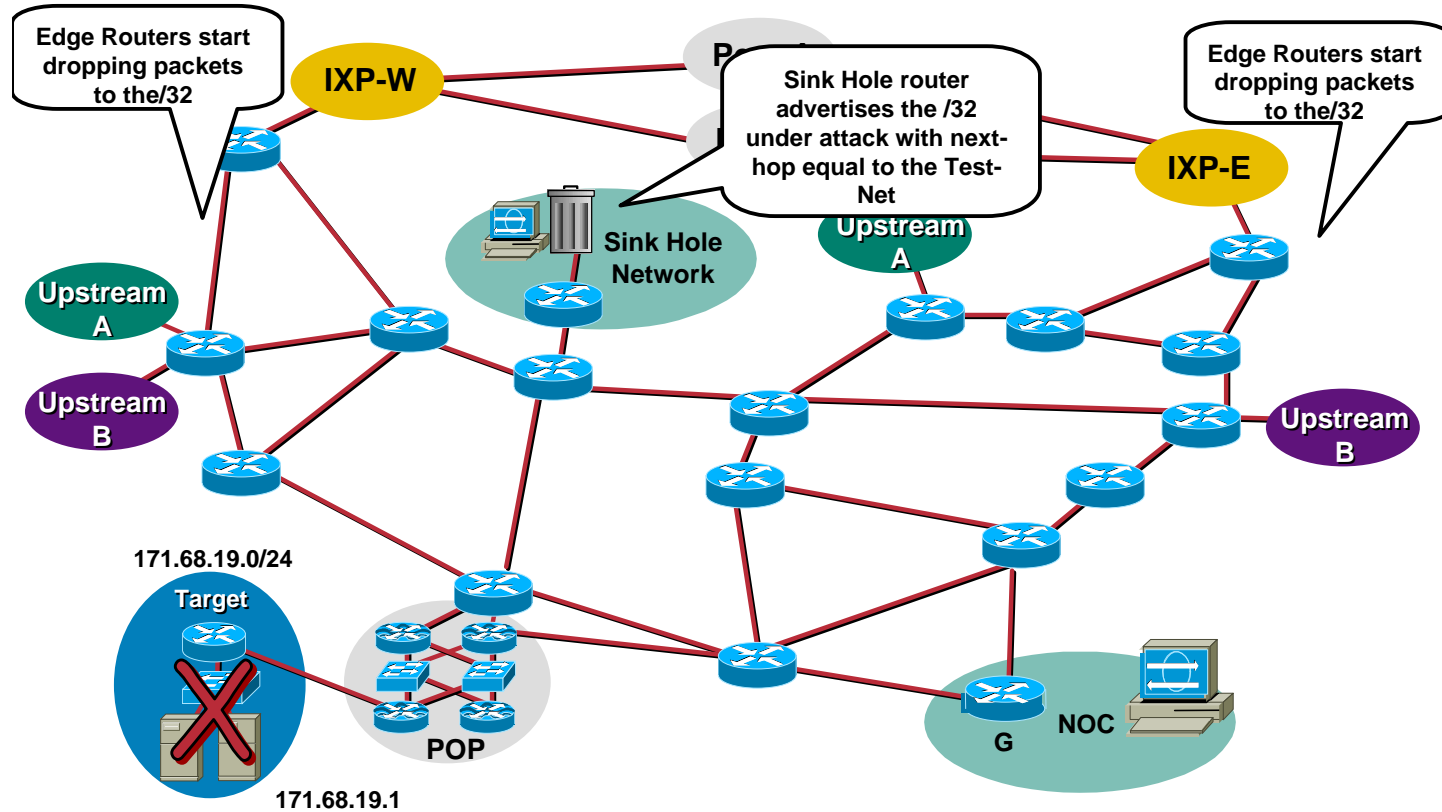 Edge Routers start
dropping packets
to the/32
IXP-W
Sink Hole router
advertises the /32
under attack with next-
hop equal to the Test-
Net
Edge Routers start
dropping packets
to the/32
IXP-E
Sink Hole
Network
Upstream
A
Upstream
A
Upstream
B
Upstream
B
171.68.19.0/24
Target
POP
G
NOC
171.68.19.1